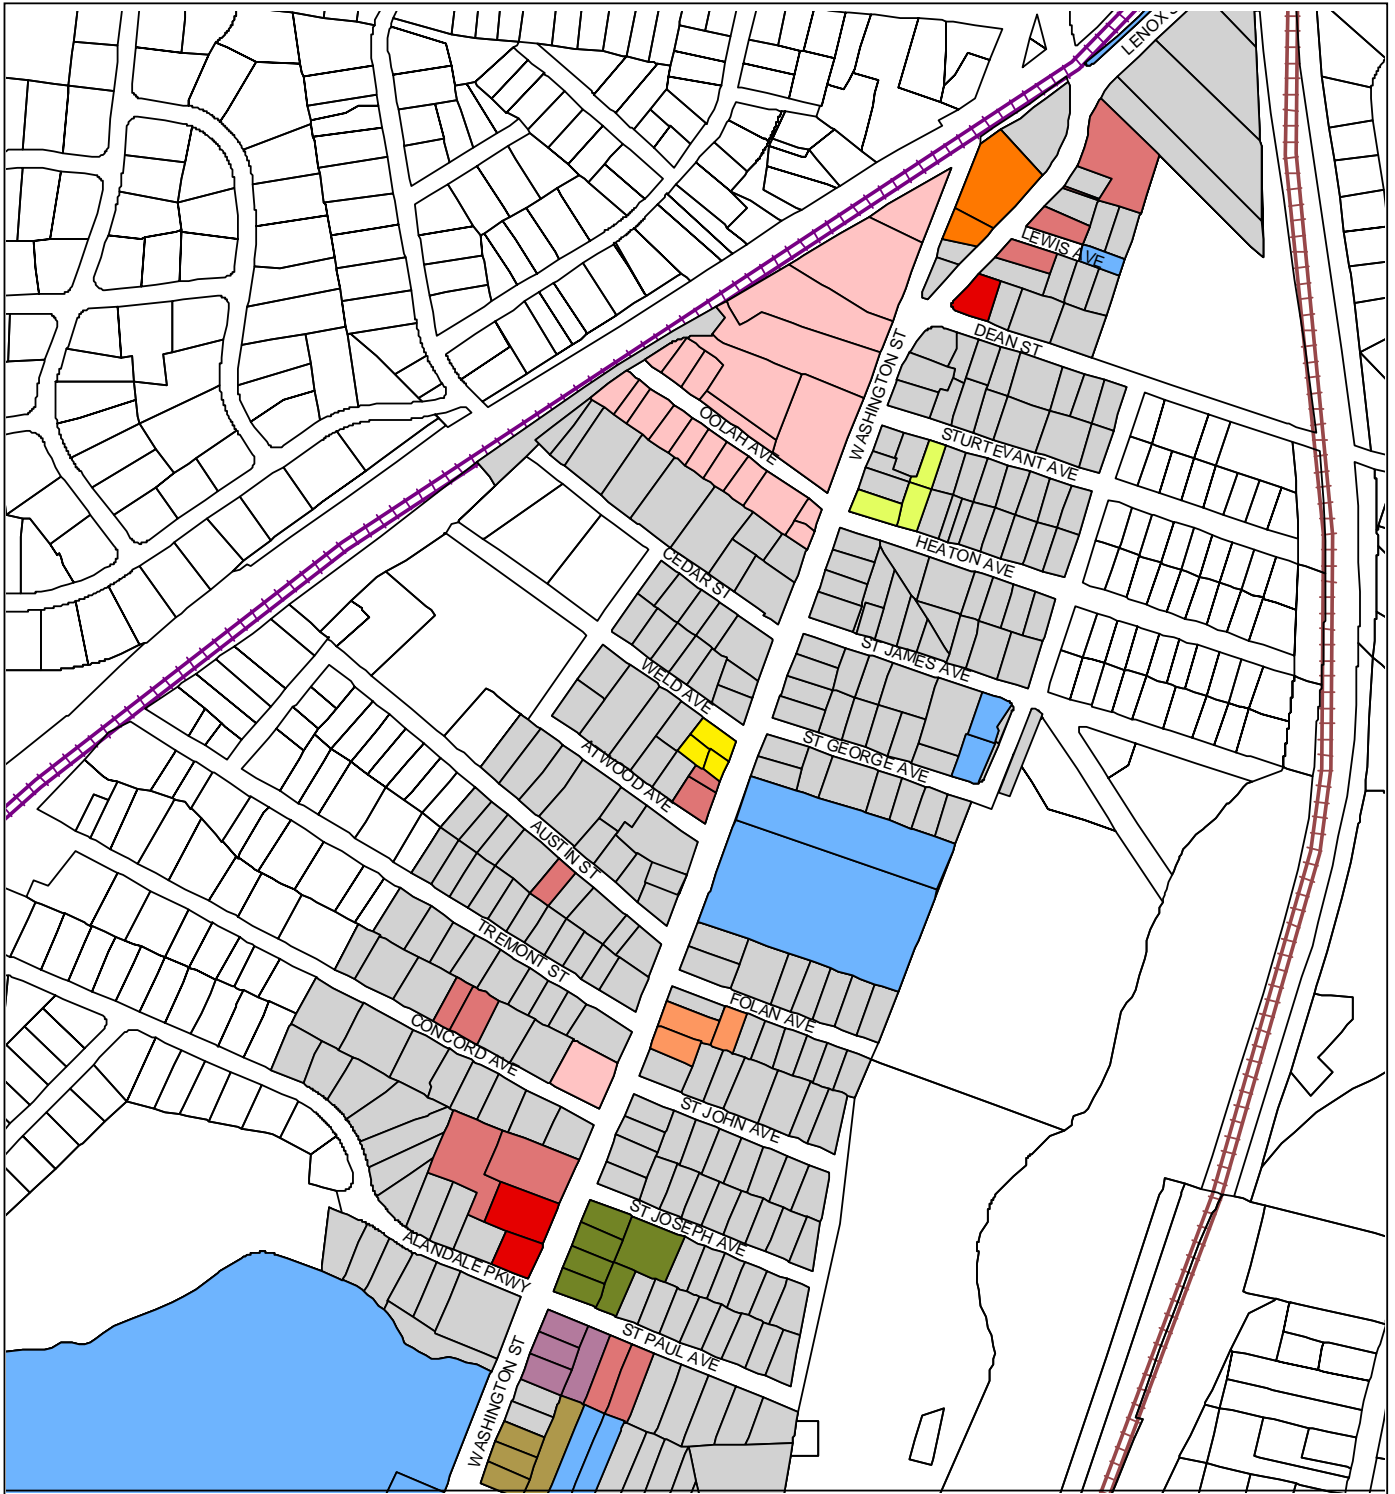 LENOX S
LEWIS AVE
DEAN ST
WASHINGTON ST
OOLAH AVE
STURTEVANT AVE
HEATON AVE
CEDAR ST
ST JAMES AVE
WELD AVE
ST GEORGE AVE
ATWOOD AVE
AUSTIN ST
TREMONT ST
FOLAN AVE
CONCORD AVE
ST JOHN AVE
ST JOSEPH AVE
ALANDALE PKWY
ST PAUL AVE
WASHINGTON ST